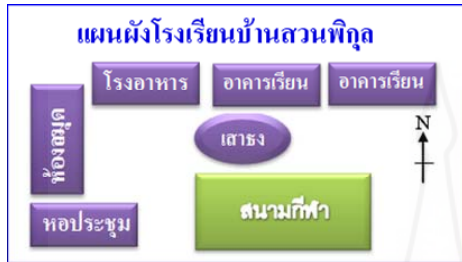 แผนผังโรงเรียนบ้านสวนพิกุล
โรงอาหาร
อาคารเรียน
อาคารเรียน
ห้องสมุด
เสาธง
N
สนามกีฬา
หอประชุม